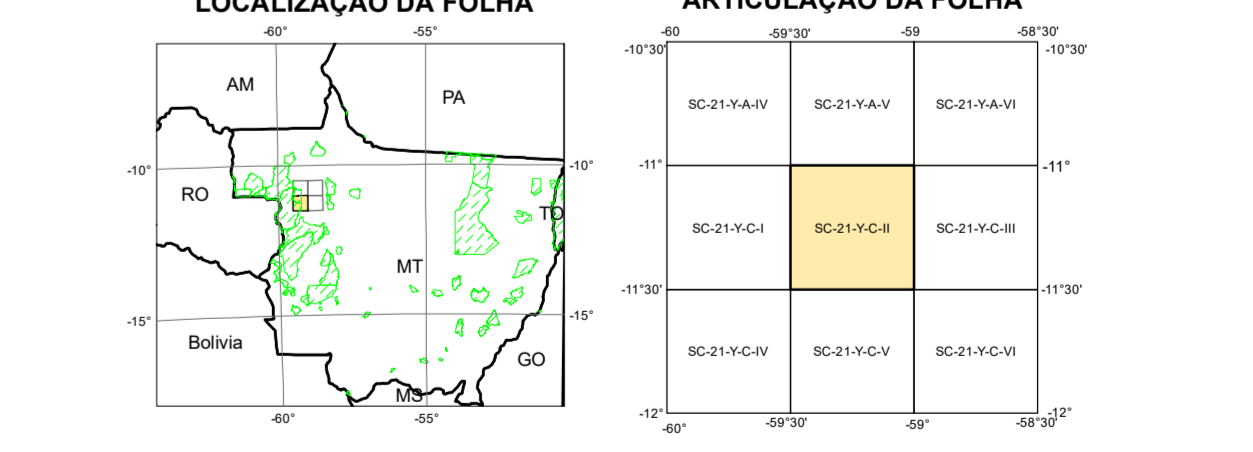 LOCALIZAÇÃO DA FOLHA
-60°
-55°
AM
PA
-10°
-10°
RO
TO
MT
-15°
-15°
Bolivia
GO
MS
-60°
-55°
ARTICULAÇÃO DA FOLHA
-60
-59°30'
-59
-58°30'
-10°30'
-10°30'
SC-21-Y-A-IV
SC-21-Y-A-V
SC-21-Y-A-VI
-11°
-11°
SC-21-Y-C-I
SC-21-Y-C-II
SC-21-Y-C-III
-11°30'
-11°30'
SC-21-Y-C-IV
SC-21-Y-C-V
SC-21-Y-C-VI
-12°
-12°
-60°
-59°30'
-59°
-58°30'